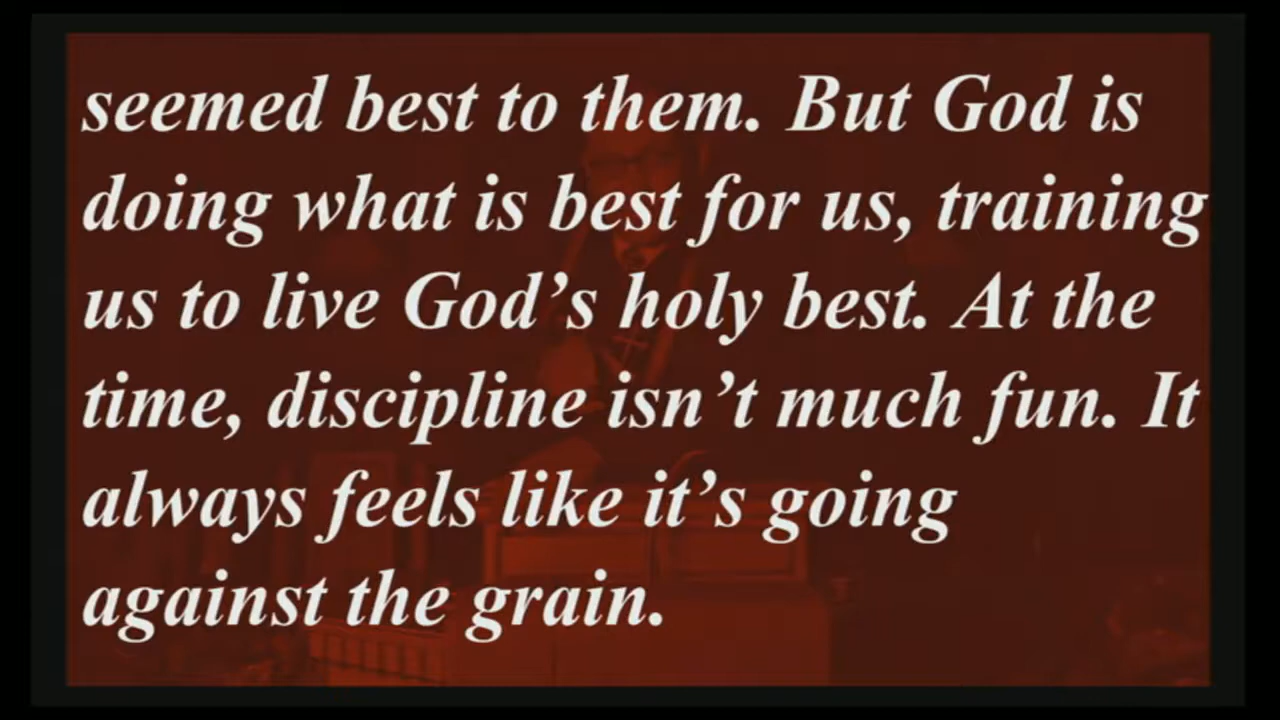 seemed best to them. But God is
doing what is best for us, training
us to live God’s holy best. At the
time, discipline isn’t much fun. It
always feels like it’s going
against the grain.